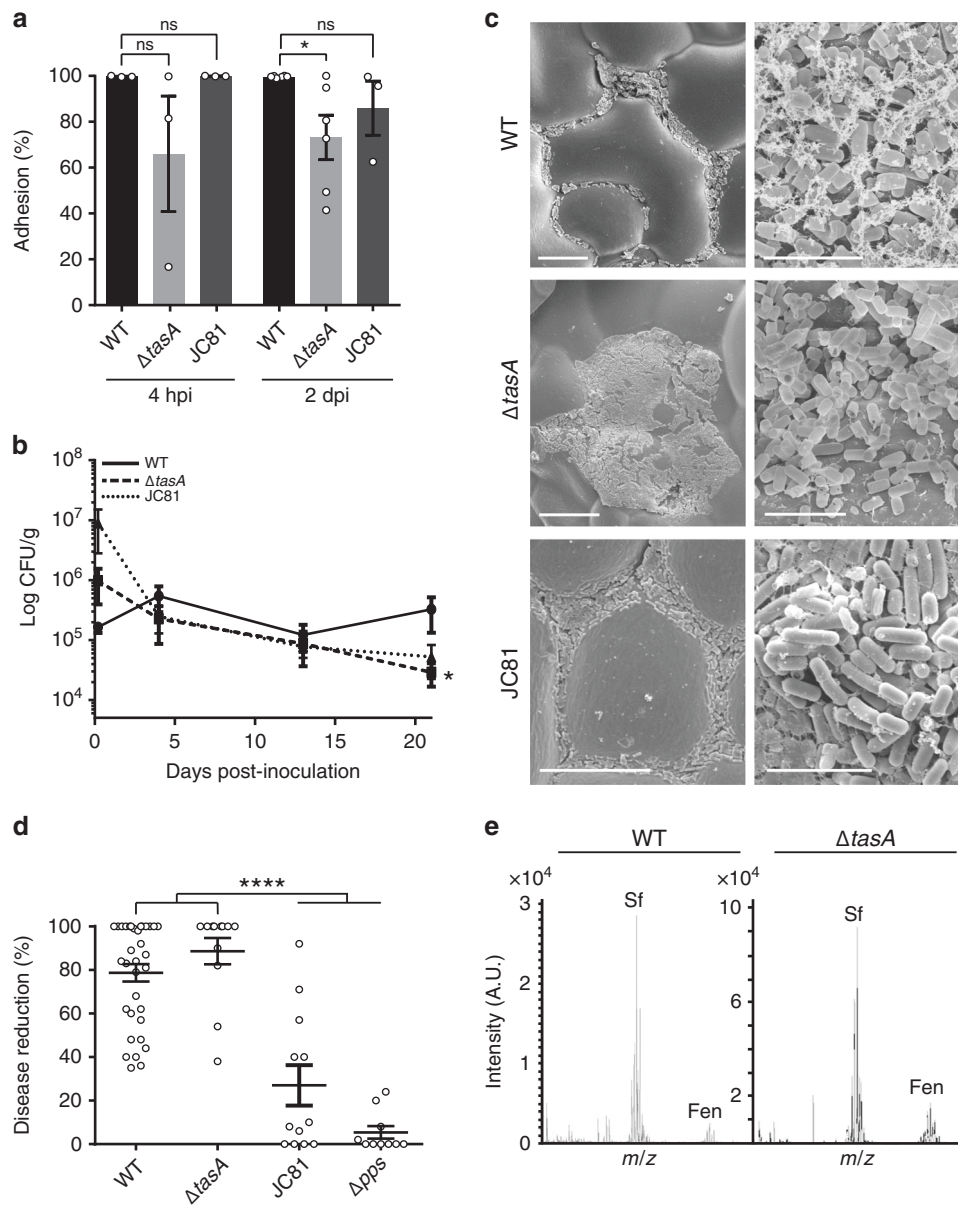 a
ns
ns
ns
*
Adhesion (%)
100
80
60
40
20
0
WT
ΔtasA
JC81
WT
ΔtasA
JC81
4 hpi
2 dpi
b
Log CFU/g
10⁸
10⁷
10⁶
10⁵
10⁴
WT
ΔtasA
JC81
*
0
5
10
15
20
Days post-inoculation
c
WT
ΔtasA
JC81
d
****
Disease reduction (%)
100
80
60
40
20
0
WT
ΔtasA
JC81
Δpps
e
WT
ΔtasA
×10⁴
×10⁴
Intensity (A.U.)
3
2
1
0
Sf
Fen
m/z
10
6
2
Sf
Fen
m/z